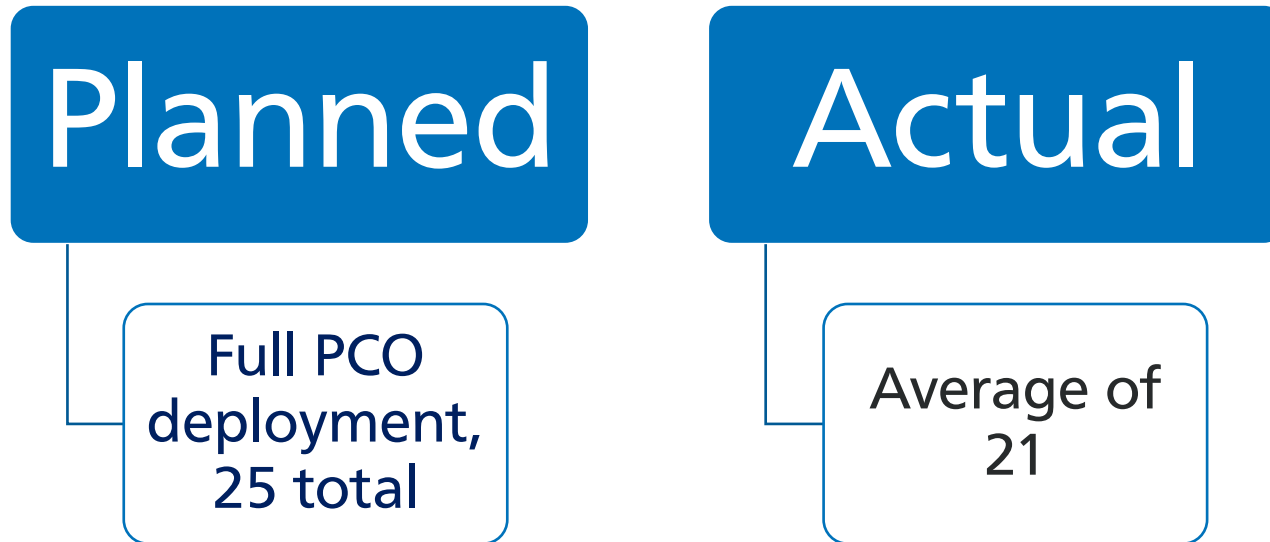 Planned
Full PCO
deployment,
25 total
Actual
Average of
21